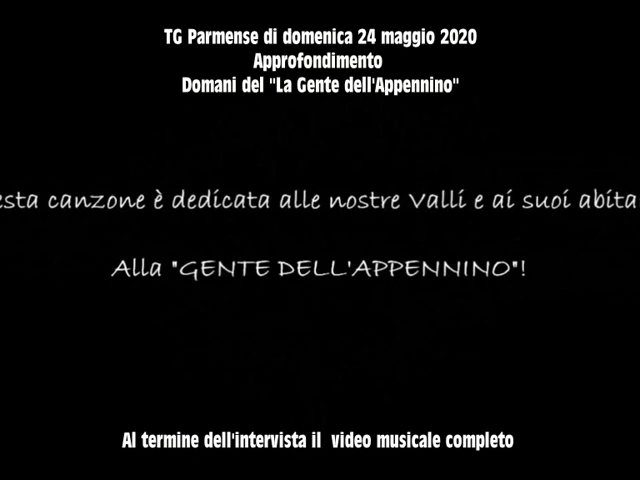 TG Parmense di domenica 24 maggio 2020
Approfondimento
Domani del "La Gente dell'Appennino"
esta canzone è dedicata alle nostre Valli e ai suoi abita
Alla "GENTE DELL'APPENNINO"!
Al termine dell'intervista il video musicale completo